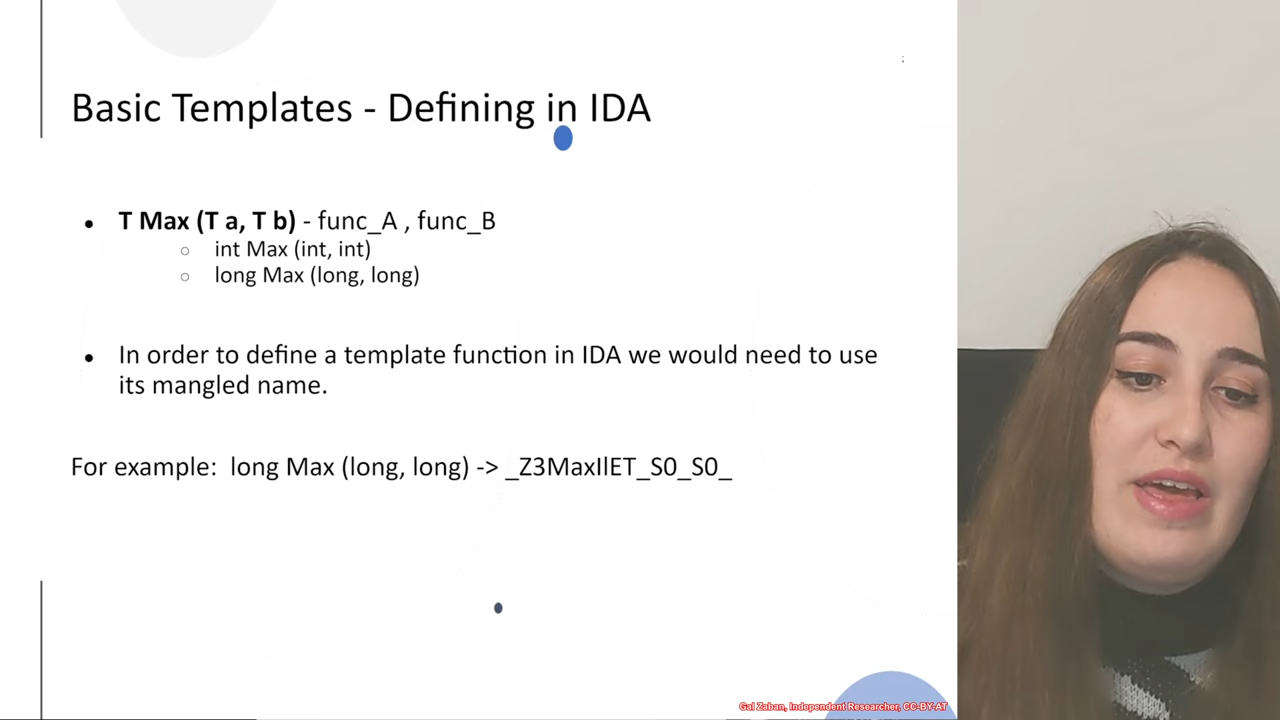 Basic Templates - Defining in IDA
● T Max (T a, T b) - func_A , func_B
○ int Max (int, int)
○ long Max (long, long)
● In order to define a template function in IDA we would need to use
its mangled name.
For example: long Max (long, long) -> _Z3MaxIlET_S0_S0_
Gal Zaban, Independent Researcher, CC-BY-AT